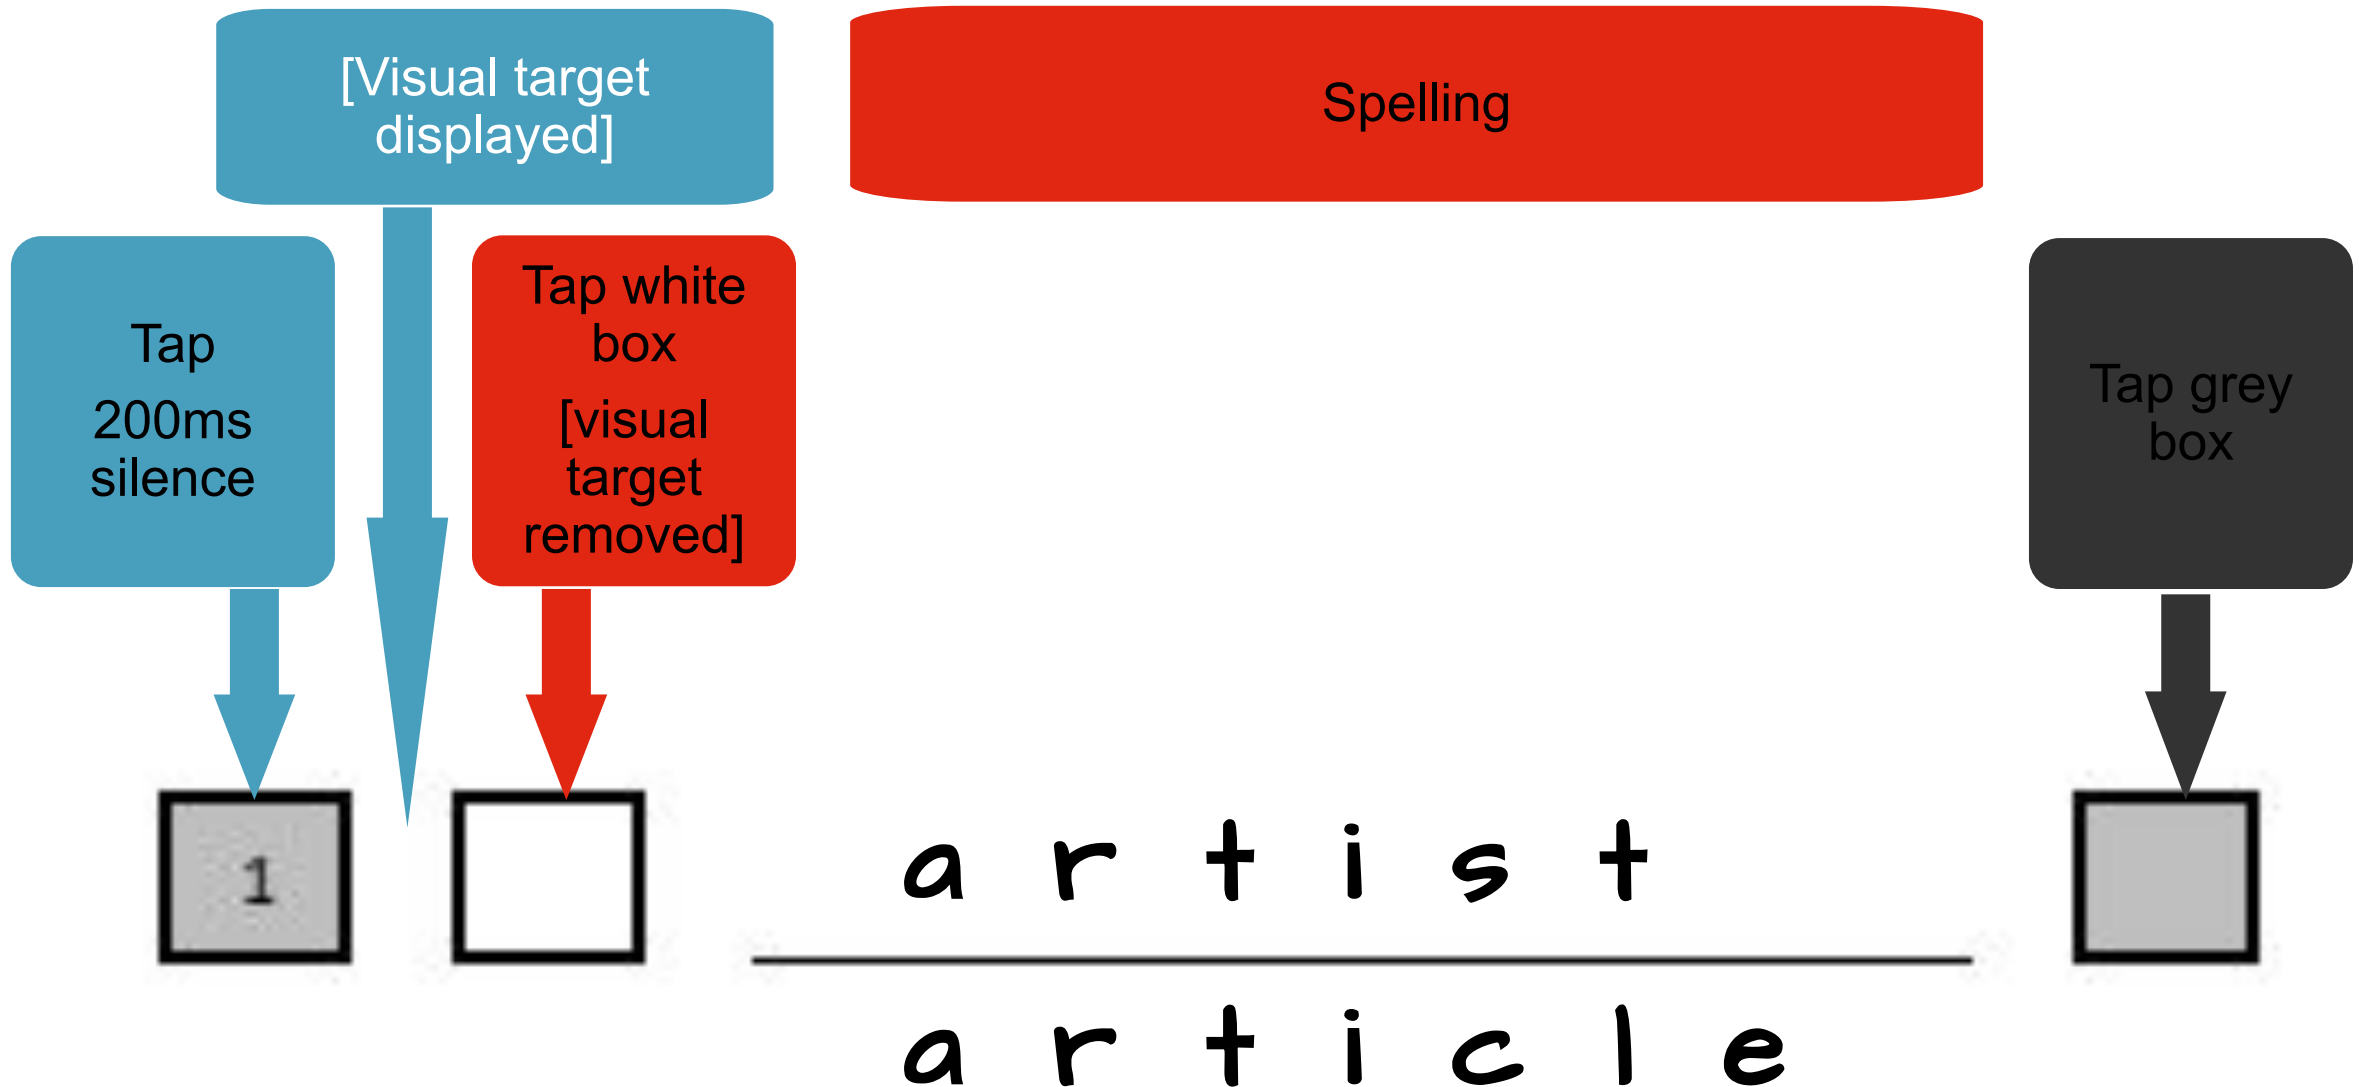 [Visual target
displayed]
Spelling
Tap
200ms
silence
Tap white
box
[visual
target
removed]
Tap grey
box
1
a r t i s t
a r t i c l e